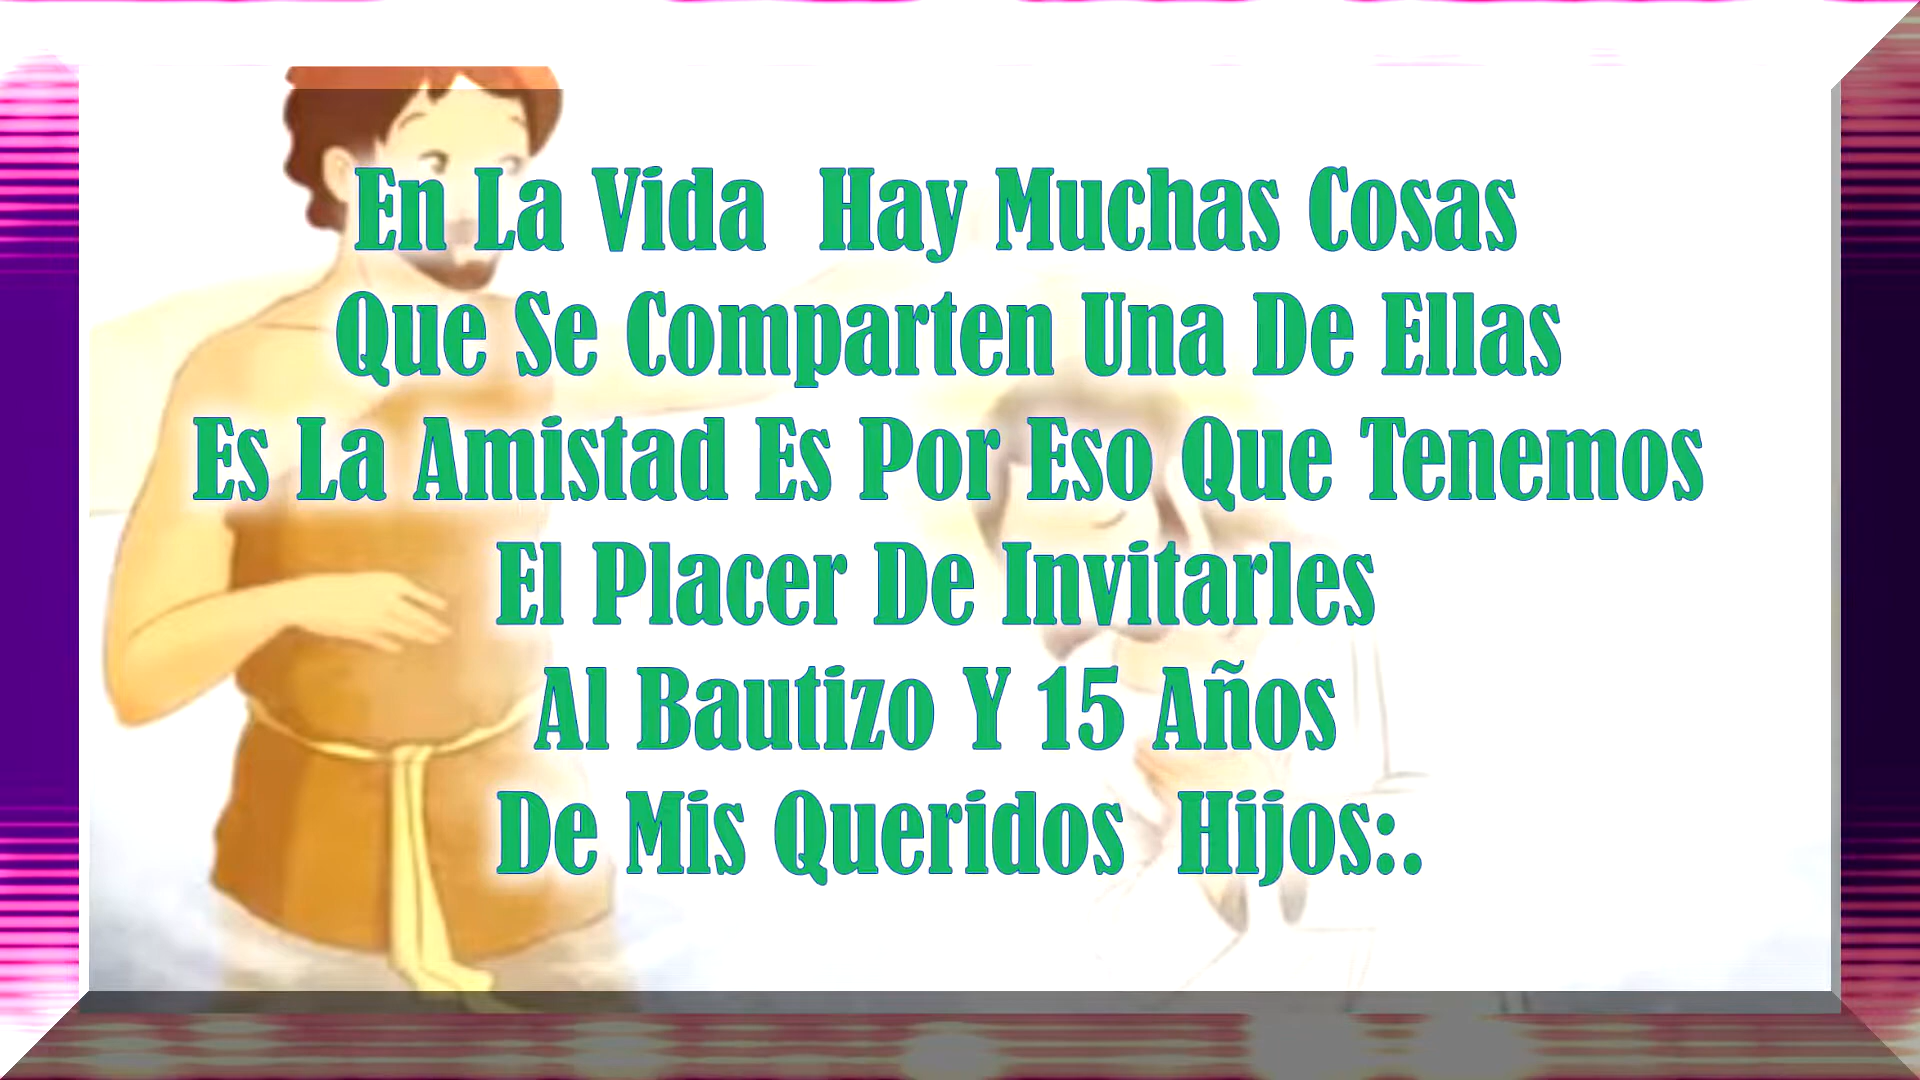 En La Vida Hay Muchas Cosas
Que Se Comparten Una De Ellas
Es La Amistad Es Por Eso Que Tenemos
El Placer De Invitarles
Al Bautizo Y 15 Años
De Mis Queridos Hijos:.